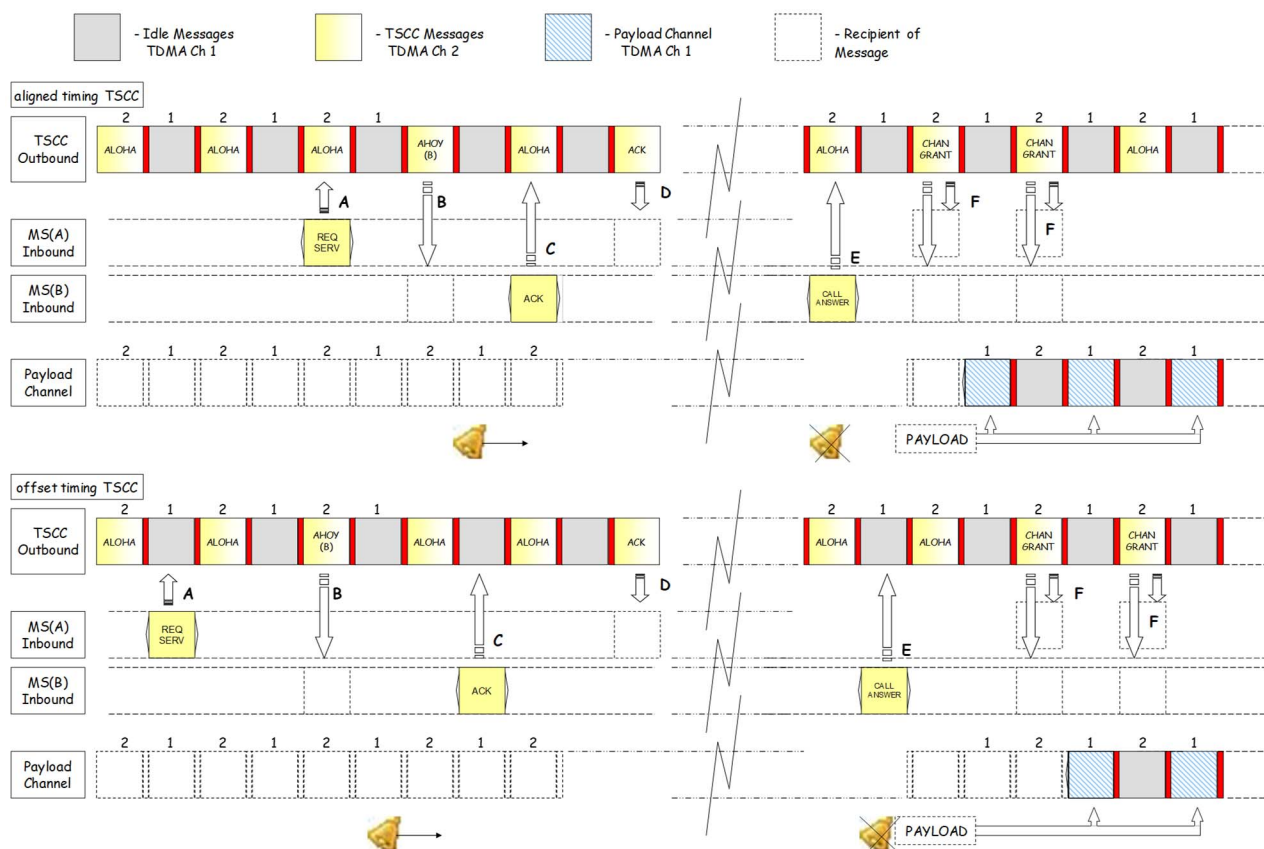 - Idle Messages
TDMA Ch 1
- TSCC Messages
TDMA Ch 2
- Payload Channel
TDMA Ch 1
- Recipient of
Message
aligned timing TSCC
2 1 2 1 2 1 2 1 2 1 2 1
TSCC
Outbound
ALOHA ALOHA ALOHA AHOY
(B) ALOHA ACK ALOHA CHAN
GRANT CHAN
GRANT ALOHA
A B C D E F F
MS(A)
Inbound
REQ
SERV
MS(B)
Inbound
ACK
CALL
ANSWER
2 1 2 1 2 1 2 1 2 1 2 1 2 1
Payload
Channel
PAYLOAD
offset timing TSCC
2 1 2 1 2 1 2 1 2 1 2 1
TSCC
Outbound
ALOHA ALOHA AHOY
(B) ALOHA ALOHA ACK ALOHA ALOHA CHAN
GRANT CHAN
GRANT
A B C D E F F
MS(A)
Inbound
REQ
SERV
MS(B)
Inbound
ACK
CALL
ANSWER
2 1 2 1 2 1 2 1 2 1 2 1 2 1
Payload
Channel
PAYLOAD